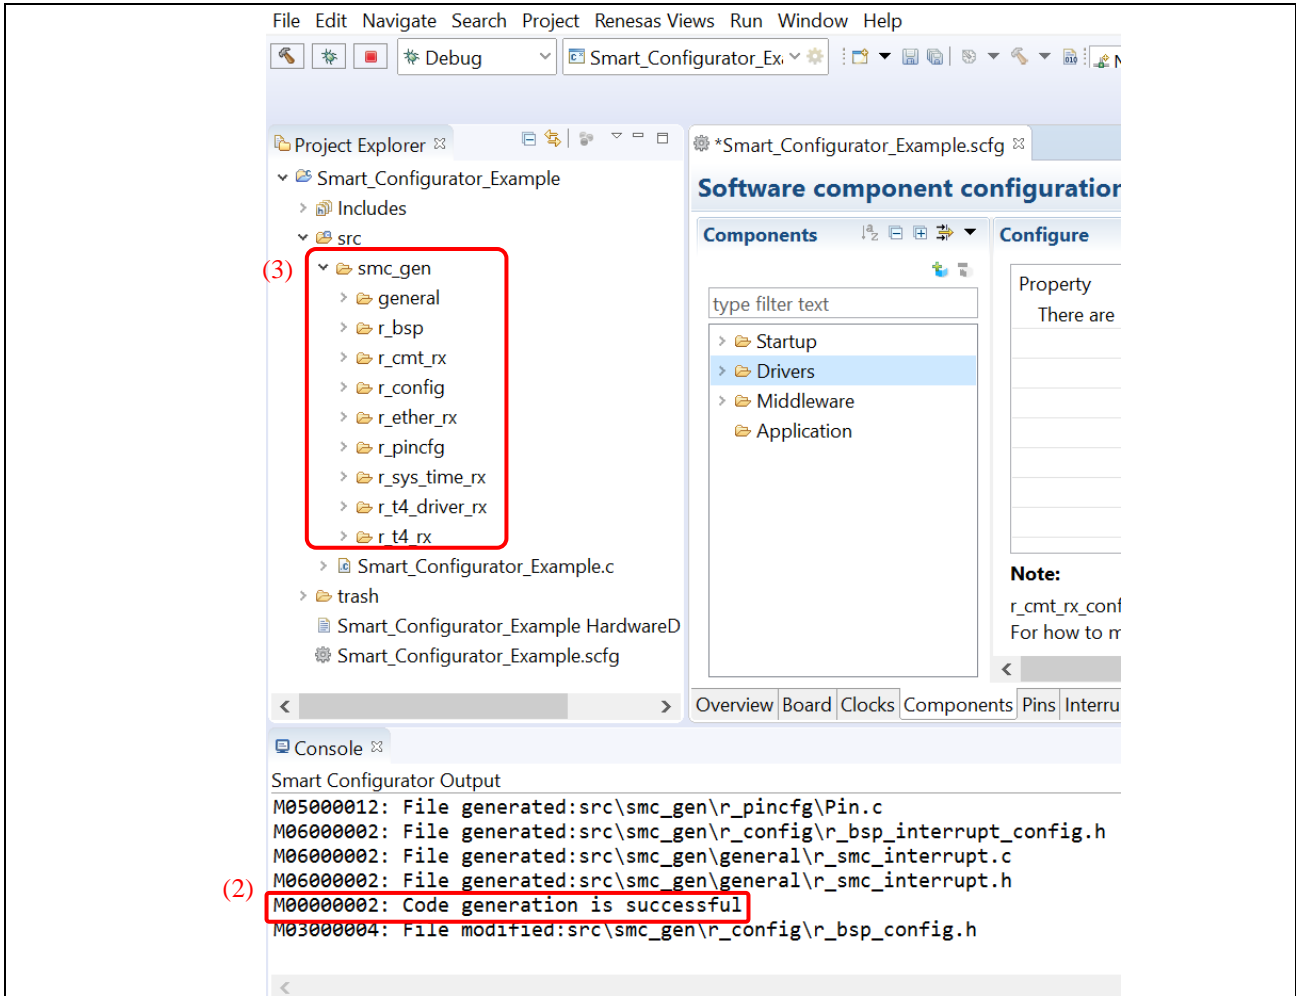 File Edit Navigate Search Project Renesas Views Run Window Help
Debug
Smart_Configurator_Exa
Project Explorer
*Smart_Configurator_Example.scfg
Smart_Configurator_Example
Includes
src
(3)
smc_gen
general
r_bsp
r_cmt_rx
r_config
r_ether_rx
r_pincfg
r_sys_time_rx
r_t4_driver_rx
r_t4_rx
Smart_Configurator_Example.c
trash
Smart_Configurator_Example HardwareD
Smart_Configurator_Example.scfg
Software component configuration
Components
Configure
type filter text
Startup
Drivers
Middleware
Application
Property
There are
Note:
r_cmt_rx_conf
For how to m
Overview Board Clocks Components Pins Interru
Console
Smart Configurator Output
M05000012: File generated:src\smc_gen\r_pincfg\Pin.c
M06000002: File generated:src\smc_gen\r_config\r_bsp_interrupt_config.h
M06000002: File generated:src\smc_gen\general\r_smc_interrupt.c
M06000002: File generated:src\smc_gen\general\r_smc_interrupt.h
(2)
M00000002: Code generation is successful
M03000004: File modified:src\smc_gen\r_config\r_bsp_config.h